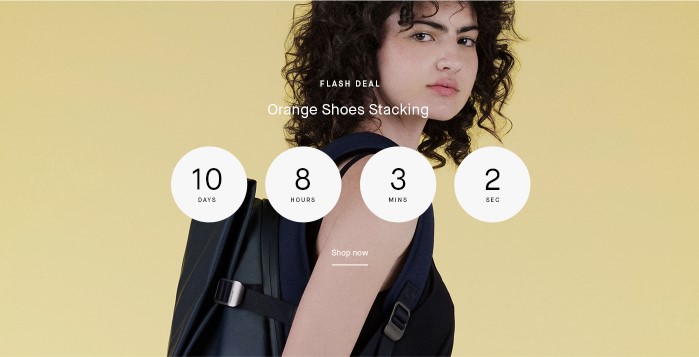 FLASH DEAL
Orange Shoes Stacking
10 8 3 2
DAYS HOURS MINS SEC
Shop now